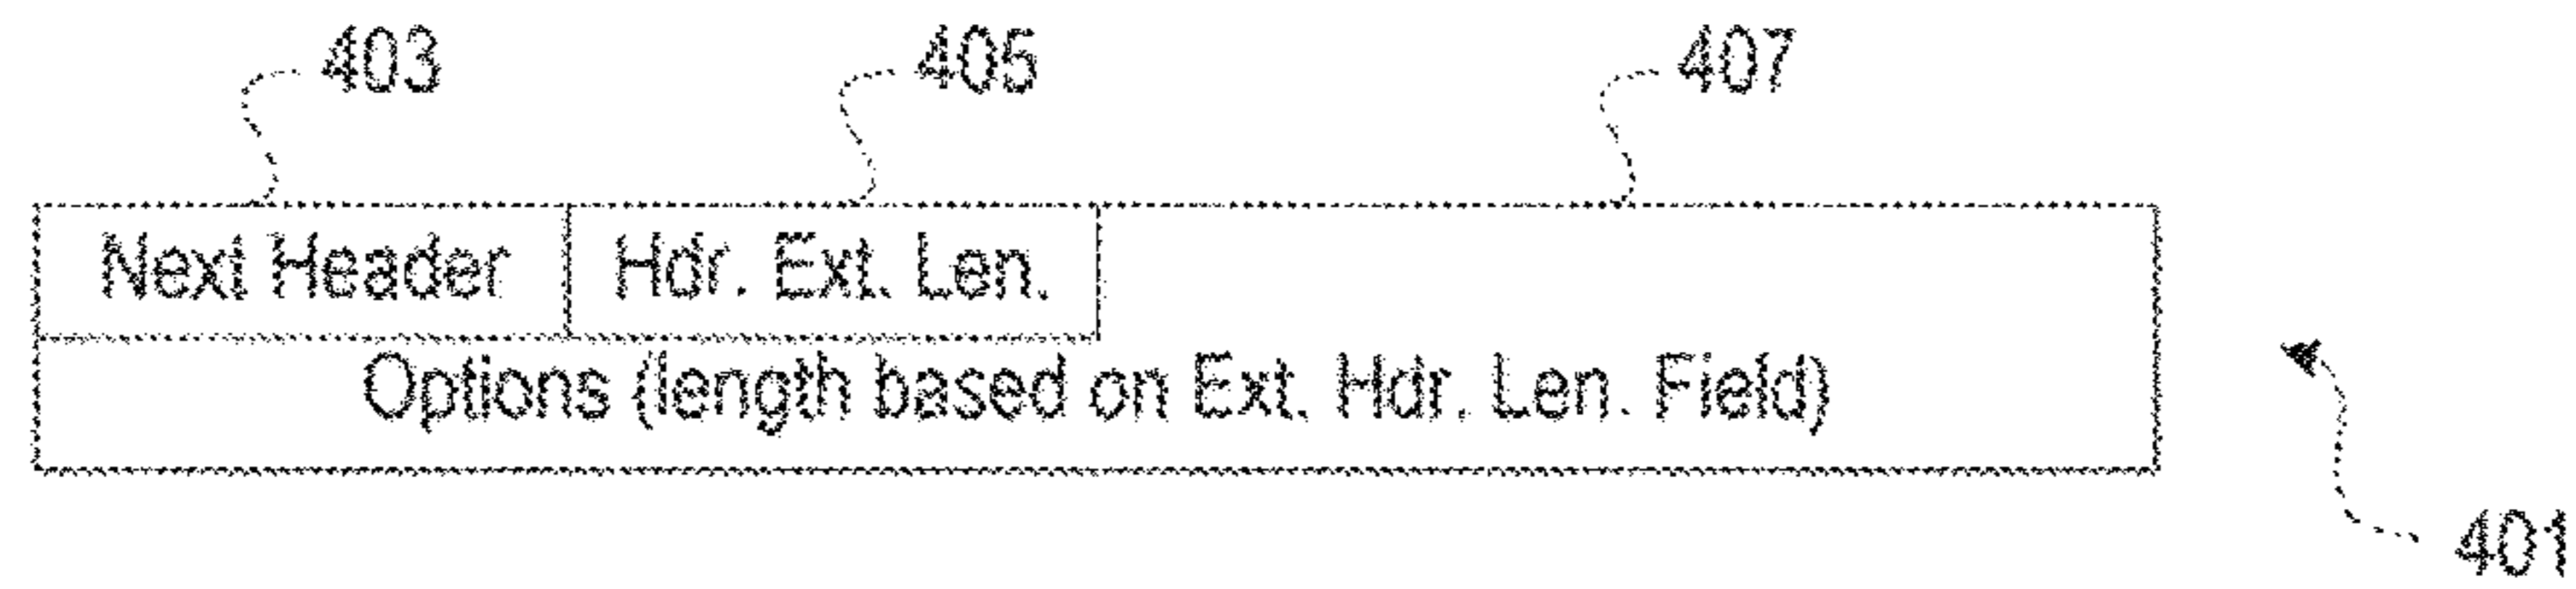 403 405 407
Next Header Hdr. Ext. Len.
Options (length based on Ext. Hdr. Len. Field)
401